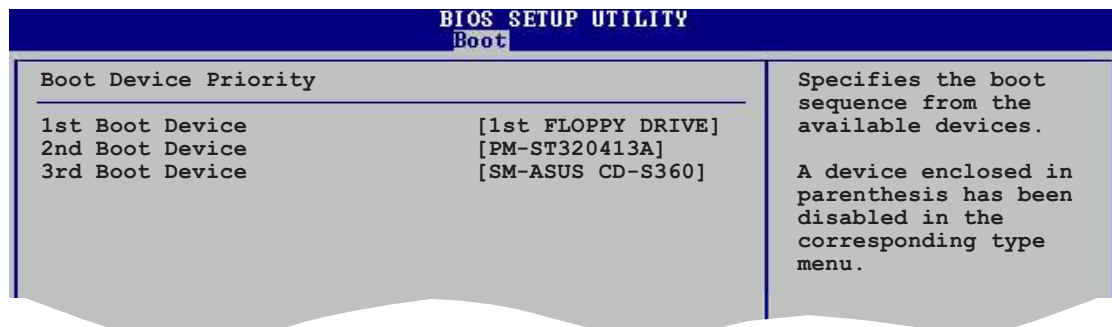 BIOS SETUP UTILITY
Boot
Boot Device Priority
1st Boot Device [1st FLOPPY DRIVE]
2nd Boot Device [PM-ST320413A]
3rd Boot Device [SM-ASUS CD-S360]
Specifies the boot
sequence from the
available devices.
A device enclosed in
parenthesis has been
disabled in the
corresponding type
menu.